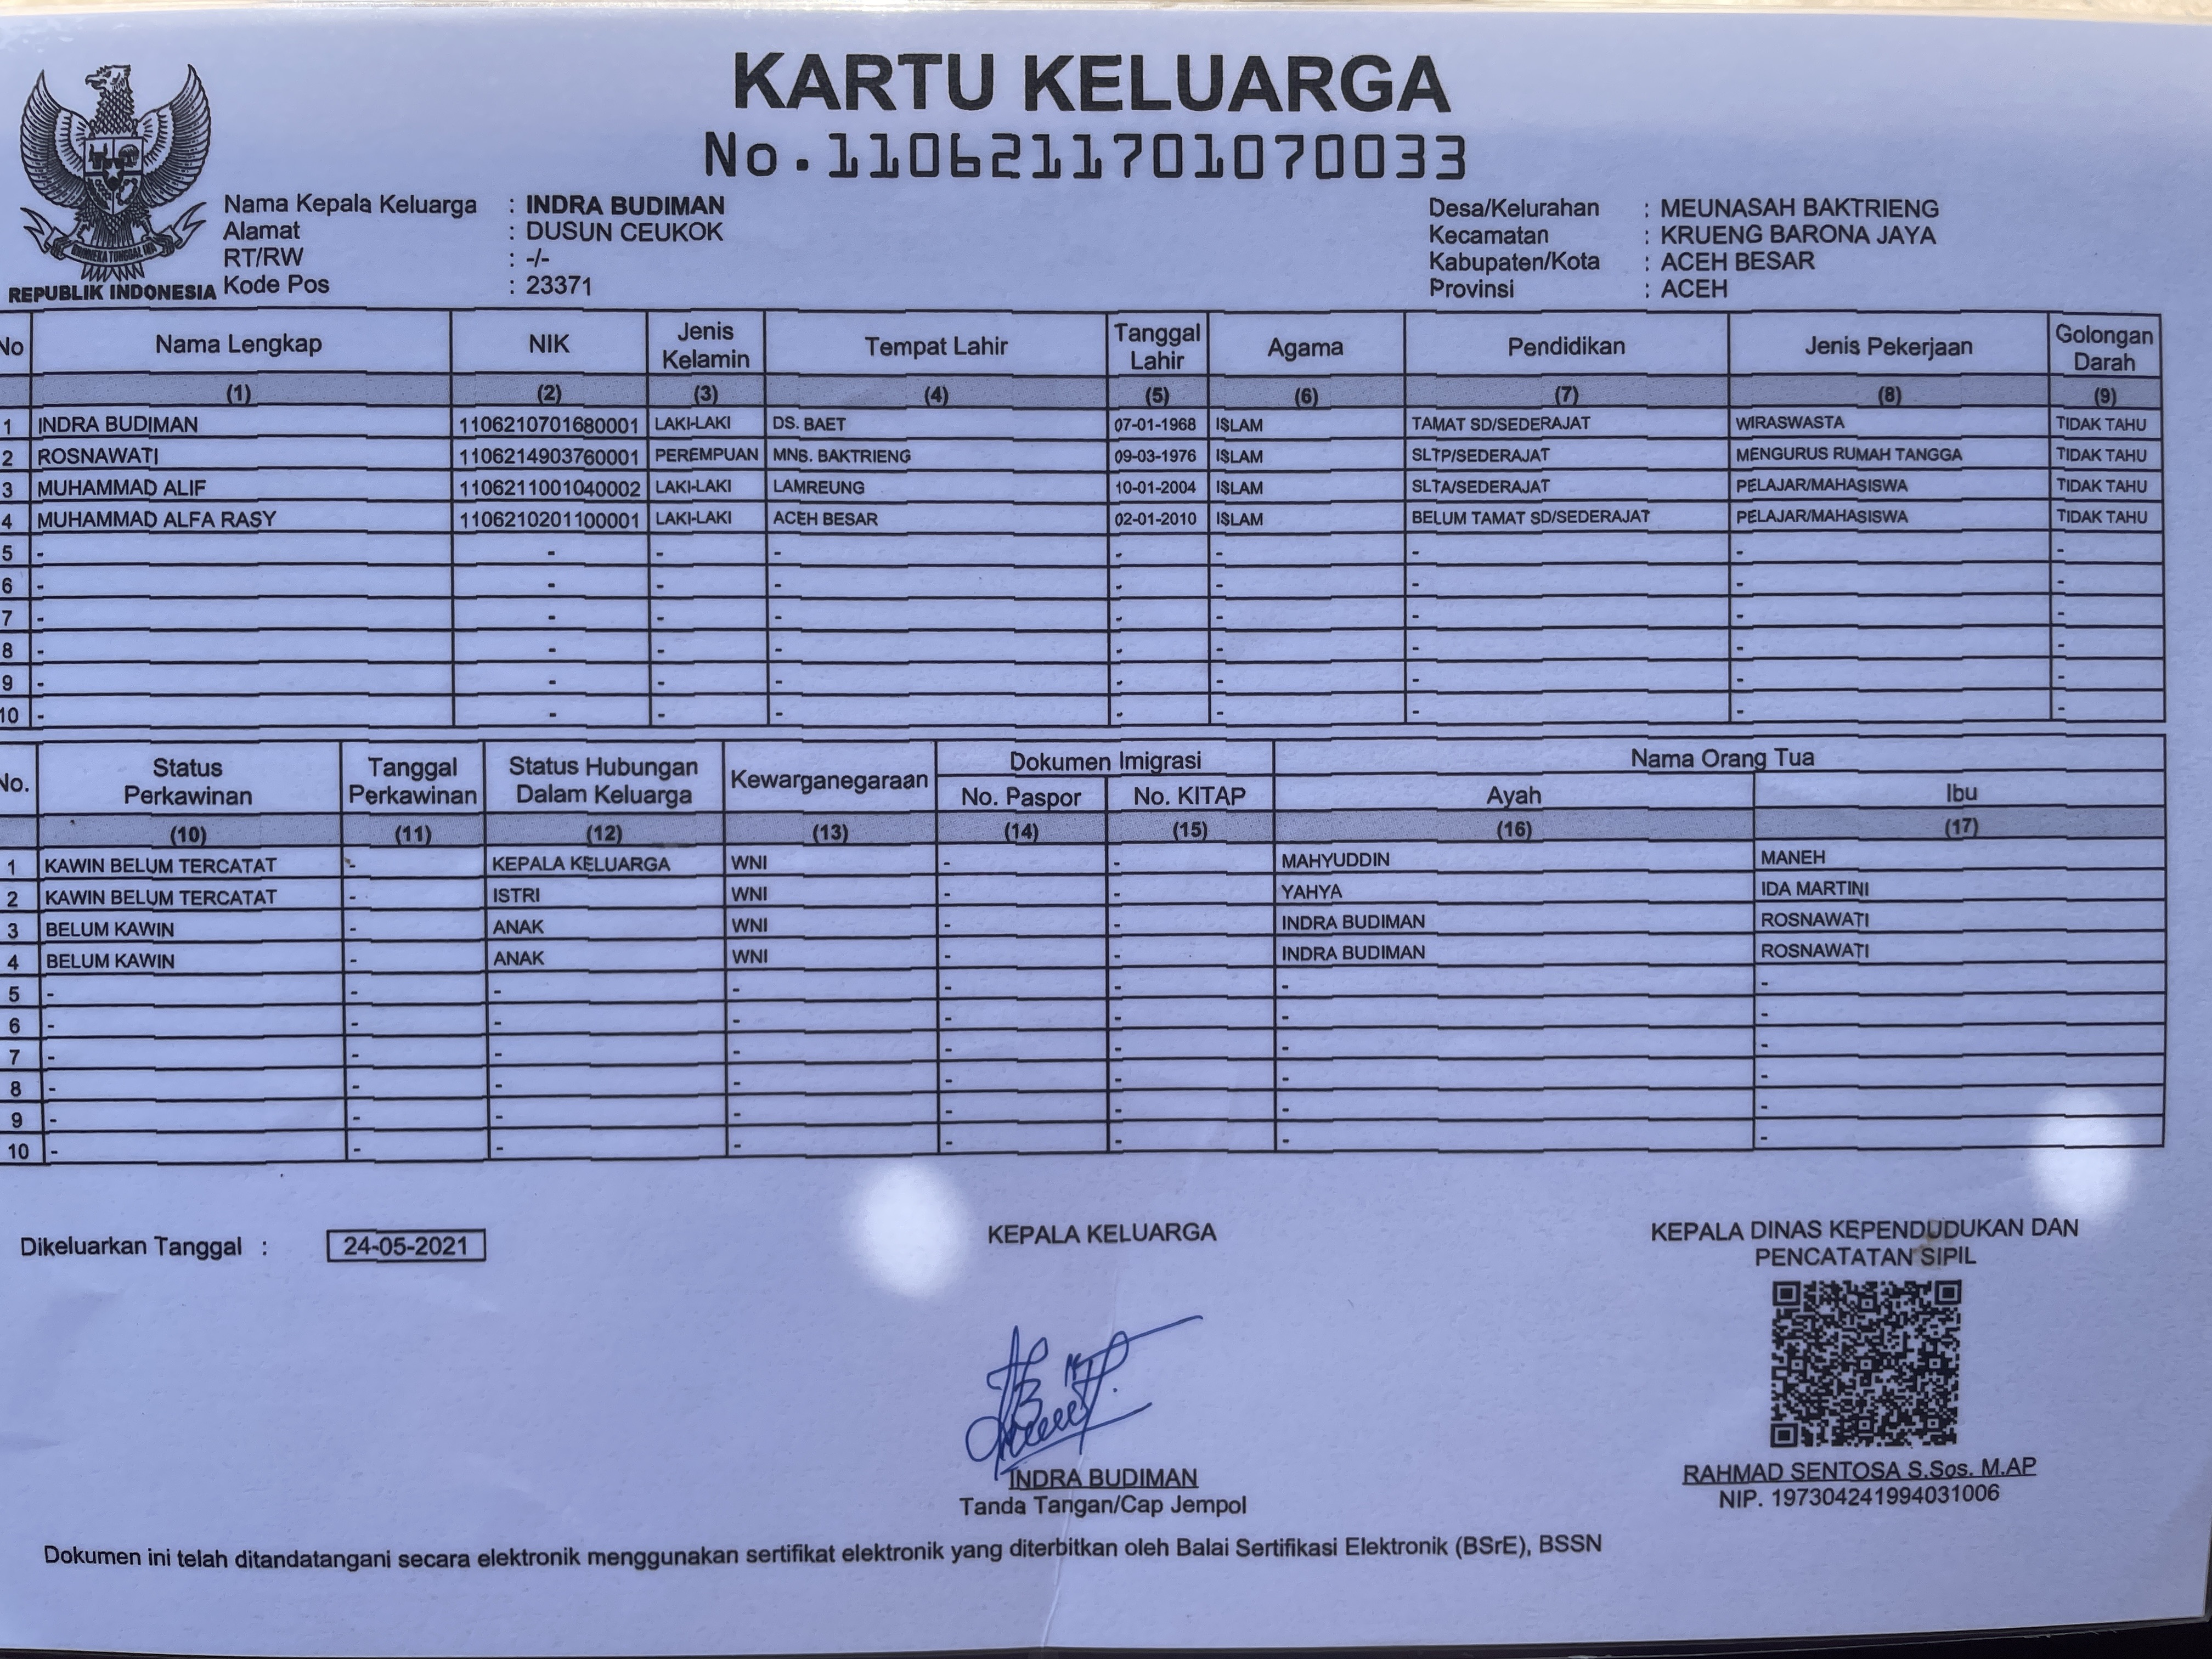 KARTU KELUARGA
No.1106211701070033
BHINNEKA TUNGGAL IKA
REPUBLIK INDONESIA
Nama Kepala Keluarga : INDRA BUDIMAN
Alamat : DUSUN CEUKOK
RT/RW : -/-
Kode Pos : 23371
Desa/Kelurahan : MEUNASAH BAKTRIENG
Kecamatan : KRUENG BARONA JAYA
Kabupaten/Kota : ACEH BESAR
Provinsi : ACEH
No Nama Lengkap NIK Jenis Kelamin Tempat Lahir Tanggal Lahir Agama Pendidikan Jenis Pekerjaan Golongan Darah
(1) (2) (3) (4) (5) (6) (7) (8) (9)
1 INDRA BUDIMAN 1106210701680001 LAKI-LAKI DS. BAET 07-01-1968 ISLAM TAMAT SD/SEDERAJAT WIRASWASTA TIDAK TAHU
2 ROSNAWATI 1106214903760001 PEREMPUAN MNS. BAKTRIENG 09-03-1976 ISLAM SLTP/SEDERAJAT MENGURUS RUMAH TANGGA TIDAK TAHU
3 MUHAMMAD ALIF 1106211001040002 LAKI-LAKI LAMREUNG 10-01-2004 ISLAM SLTA/SEDERAJAT PELAJAR/MAHASISWA TIDAK TAHU
4 MUHAMMAD ALFA RASY 1106210201100001 LAKI-LAKI ACEH BESAR 02-01-2010 ISLAM BELUM TAMAT SD/SEDERAJAT PELAJAR/MAHASISWA TIDAK TAHU
5 - - - - - - - - -
6 - - - - - - - - -
7 - - - - - - - - -
8 - - - - - - - - -
9 - - - - - - - - -
10 - - - - - - - - -
No. Status Perkawinan Tanggal Perkawinan Status Hubungan Dalam Keluarga Kewarganegaraan Dokumen Imigrasi Nama Orang Tua
No. Paspor No. KITAP Ayah Ibu
(10) (11) (12) (13) (14) (15) (16) (17)
1 KAWIN BELUM TERCATAT - KEPALA KELUARGA WNI - - MAHYUDDIN MANEH
2 KAWIN BELUM TERCATAT - ISTRI WNI - - YAHYA IDA MARTINI
3 BELUM KAWIN - ANAK WNI - - INDRA BUDIMAN ROSNAWATI
4 BELUM KAWIN - ANAK WNI - - INDRA BUDIMAN ROSNAWATI
5 - - - - - - - -
6 - - - - - - - -
7 - - - - - - - -
8 - - - - - - - -
9 - - - - - - - -
10 - - - - - - - -
Dikeluarkan Tanggal : 24-05-2021
KEPALA KELUARGA
INDRA BUDIMAN
Tanda Tangan/Cap Jempol
KEPALA DINAS KEPENDUDUKAN DAN
PENCATATAN SIPIL
RAHMAD SENTOSA S.Sos. M.AP
NIP. 197304241994031006
Dokumen ini telah ditandatangani secara elektronik menggunakan sertifikat elektronik yang diterbitkan oleh Balai Sertifikasi Elektronik (BSrE), BSSN